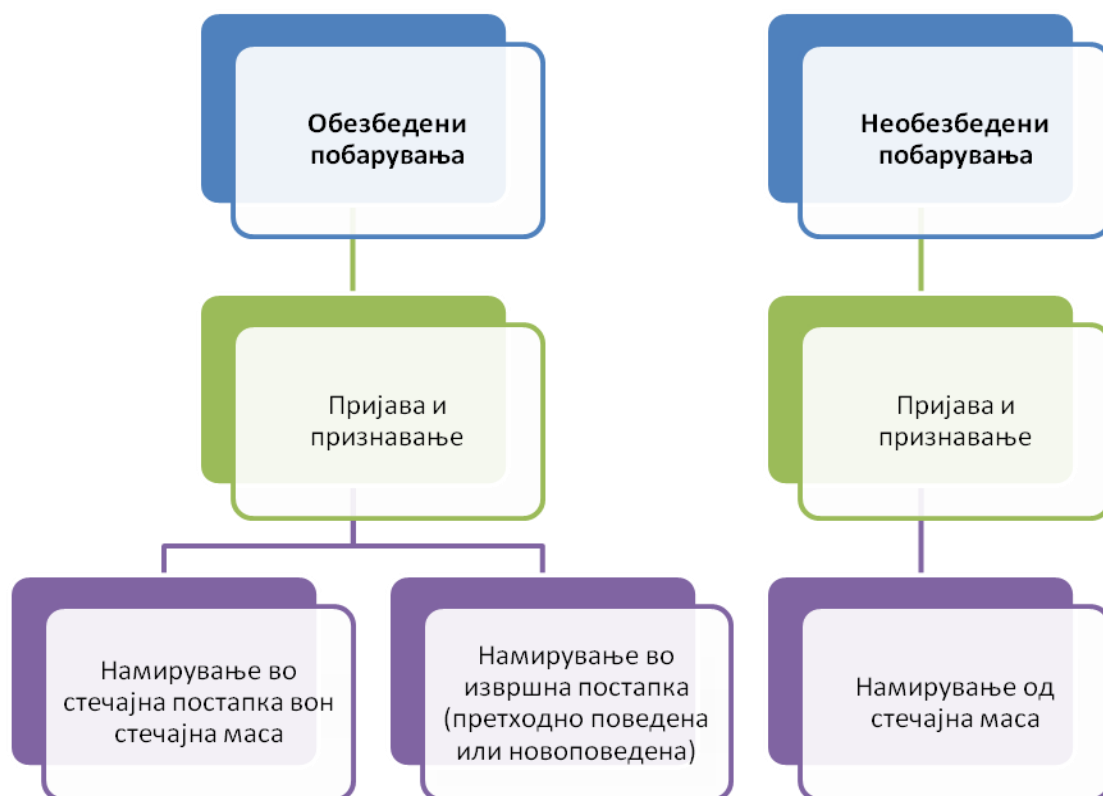 Обезбедени
побарувања
Необезбедени
побарувања
Пријава и
признавање
Пријава и
признавање
Намирување во
стечајна постапка вон
стечајна маса
Намирување во
извршна постапка
(претходно поведена
или новоповедена)
Намирување од
стечајна маса